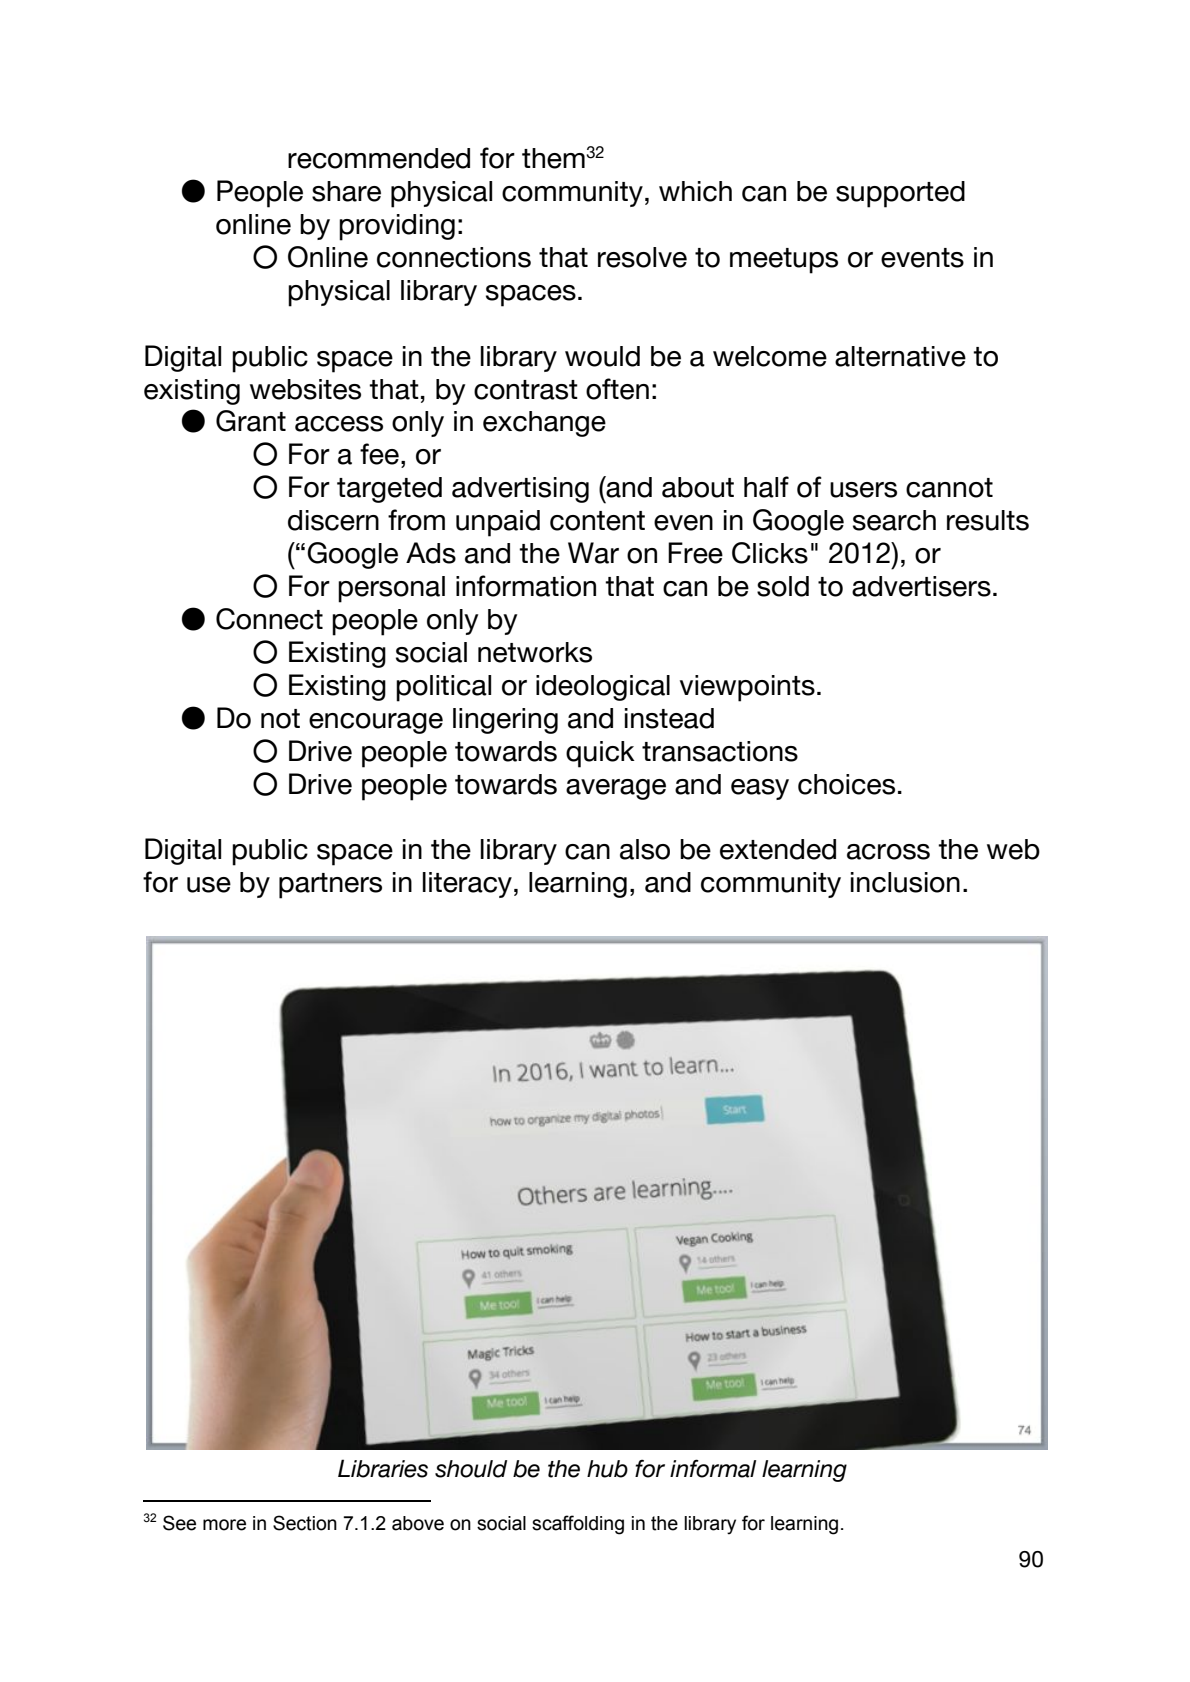 recommended for them32
● People share physical community, which can be supported
online by providing:
○ Online connections that resolve to meetups or events in
physical library spaces.
Digital public space in the library would be a welcome alternative to
existing websites that, by contrast often:
● Grant access only in exchange
○ For a fee, or
○ For targeted advertising (and about half of users cannot
discern from unpaid content even in Google search results
(“Google Ads and the War on Free Clicks" 2012), or
○ For personal information that can be sold to advertisers.
● Connect people only by
○ Existing social networks
○ Existing political or ideological viewpoints.
● Do not encourage lingering and instead
○ Drive people towards quick transactions
○ Drive people towards average and easy choices.
Digital public space in the library can also be extended across the web
for use by partners in literacy, learning, and community inclusion.
In 2016, I want to learn...
how to organize my digital photos
Start
Others are learning....
How to quit smoking
41 others
Me too! I can help
Vegan Cooking
14 others
Me too! I can help
Magic Tricks
34 others
Me too! I can help
How to start a business
23 others
Me too! I can help
74
Libraries should be the hub for informal learning
32 See more in Section 7.1.2 above on social scaffolding in the library for learning.
90